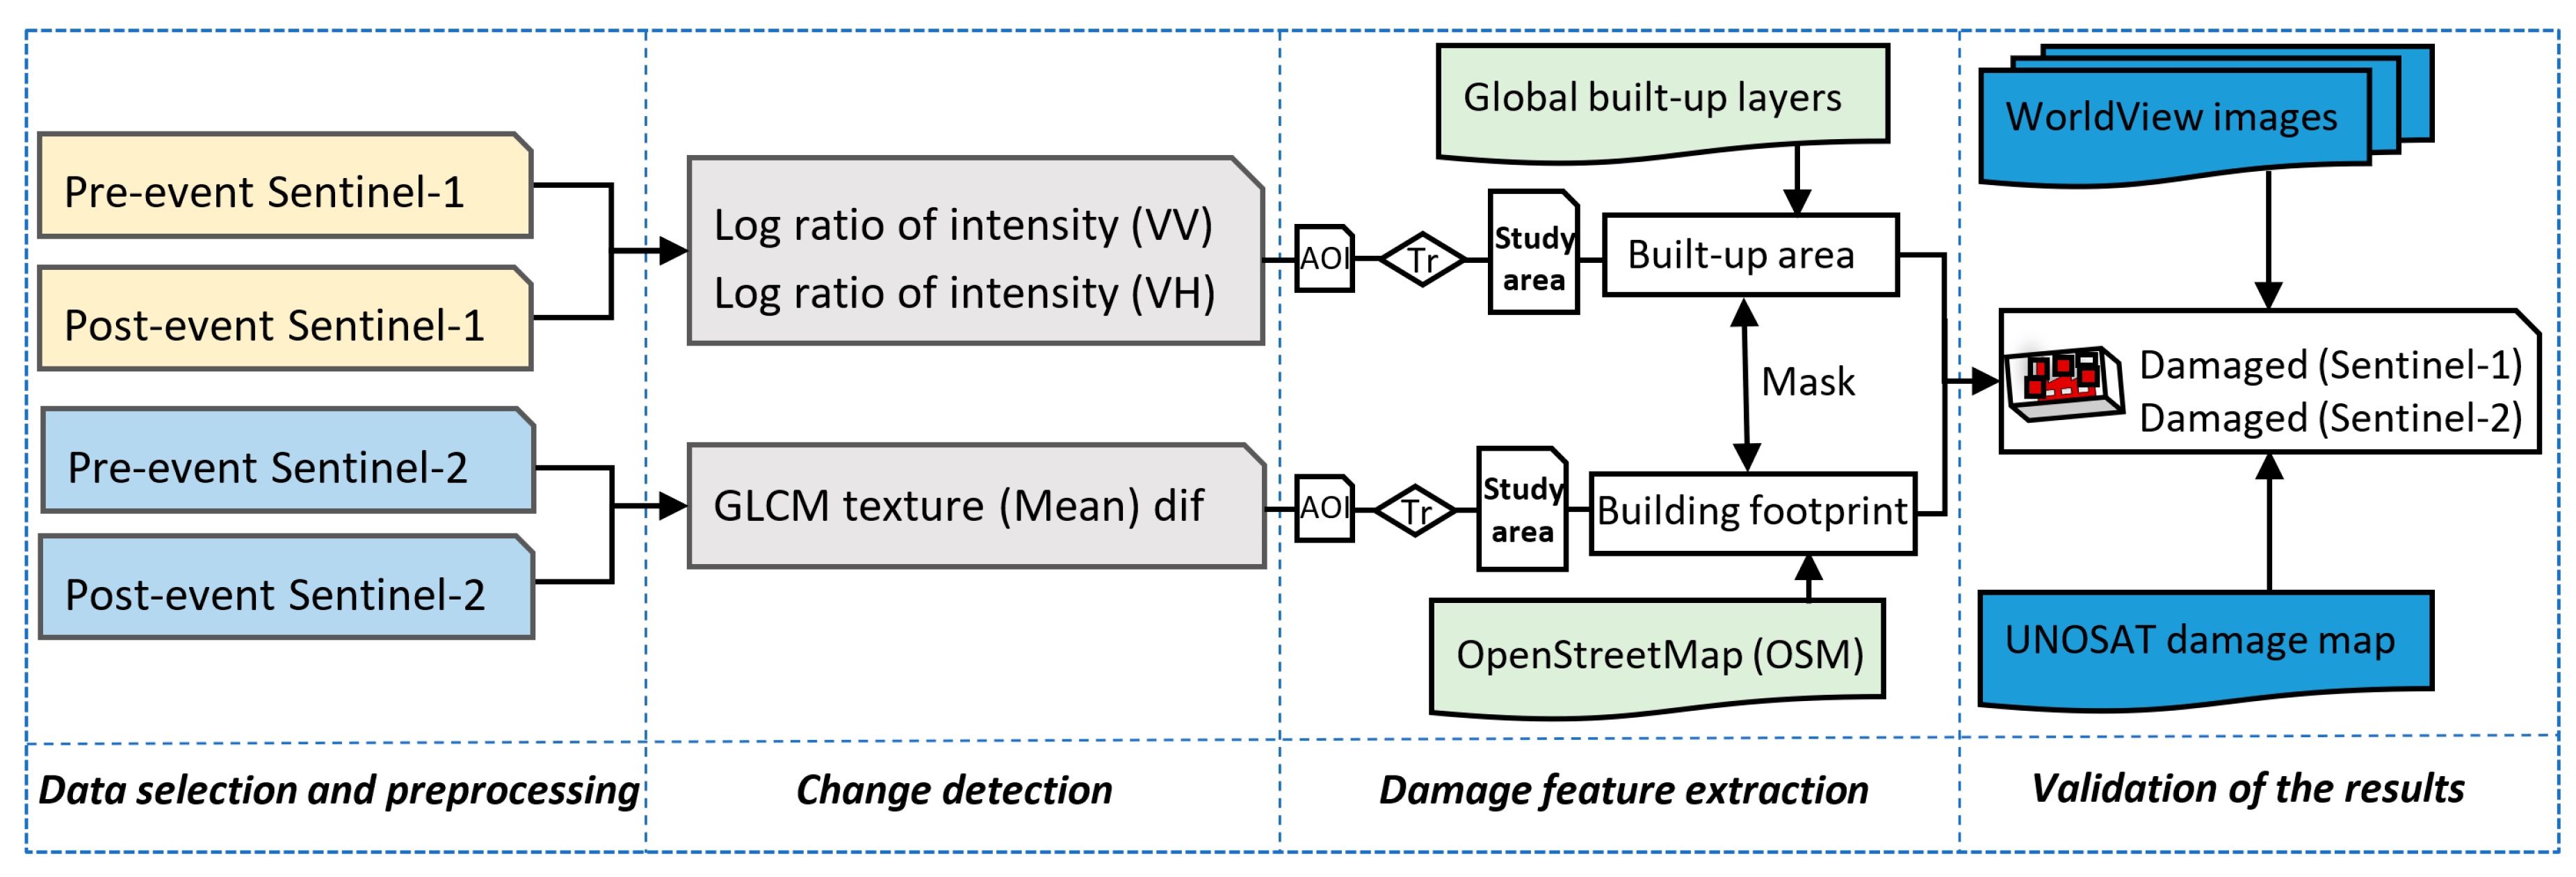 Pre-event Sentinel-1
Post-event Sentinel-1
Pre-event Sentinel-2
Post-event Sentinel-2
Data selection and preprocessing
Log ratio of intensity (VV)
Log ratio of intensity (VH)
GLCM texture (Mean) dif
Change detection
Global built-up layers
AOI
Tr
Study
area
Built-up area
Mask
AOI
Tr
Study
area
Building footprint
OpenStreetMap (OSM)
Damage feature extraction
WorldView images
Damaged (Sentinel-1)
Damaged (Sentinel-2)
UNOSAT damage map
Validation of the results